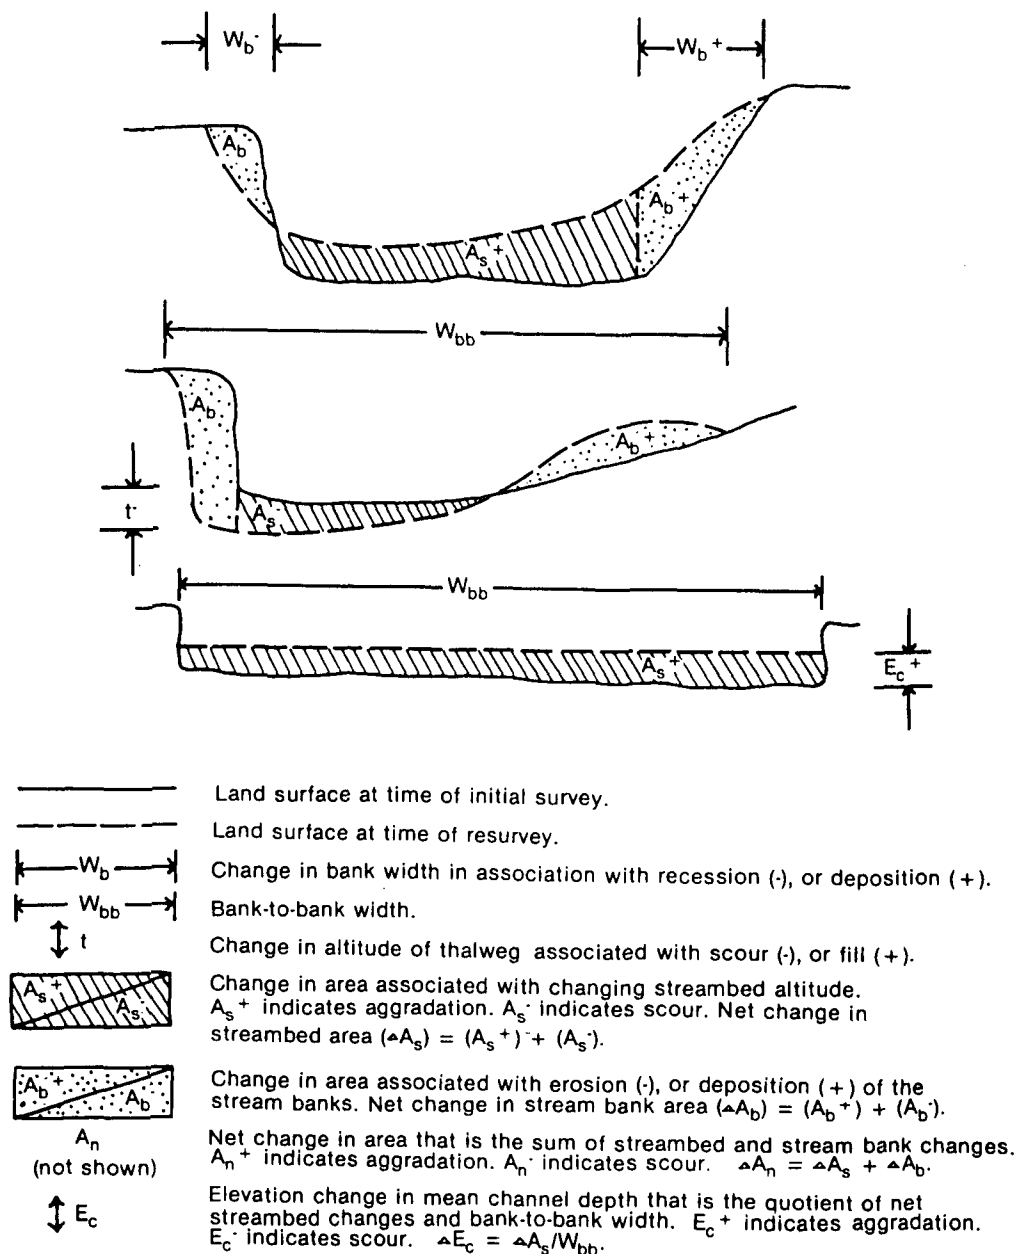 W_b^-
W_b^+
A_b
A_b^+
A_s^+
W_bb
A_b
A_b^+
t^-
A_s
W_bb
A_s^+
E_c^+
Land surface at time of initial survey.
Land surface at time of resurvey.
W_b
Change in bank width in association with recession (-), or deposition (+).
W_bb
Bank-to-bank width.
t
Change in altitude of thalweg associated with scour (-), or fill (+).
A_s^+
A_s^-
Change in area associated with changing streambed altitude.
A_s^+ indicates aggradation. A_s^- indicates scour. Net change in
streambed area (△A_s) = (A_s^+) + (A_s^-).
A_b^+
A_b
Change in area associated with erosion (-), or deposition (+) of the
stream banks. Net change in stream bank area (△A_b) = (A_b^+) + (A_b^-).
A_n
(not shown)
Net change in area that is the sum of streambed and stream bank changes.
A_n^+ indicates aggradation. A_n^- indicates scour. △A_n = △A_s + △A_b.
E_c
Elevation change in mean channel depth that is the quotient of net
streambed changes and bank-to-bank width. E_c^+ indicates aggradation.
E_c^- indicates scour. △E_c = △A_s/W_bb.